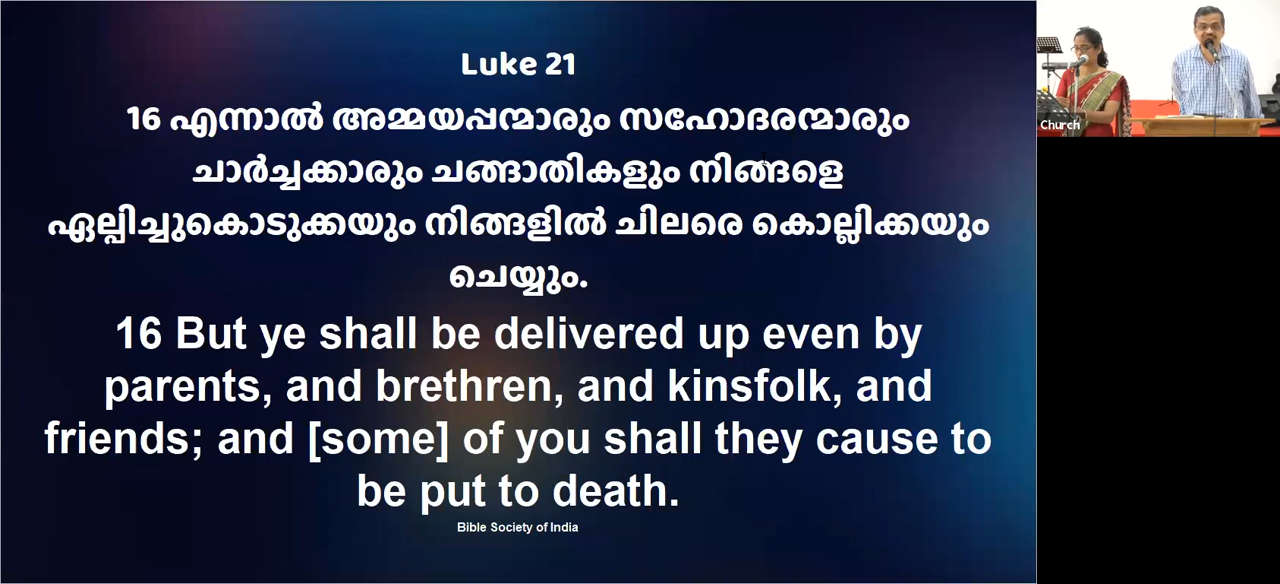 Luke 21
16 എന്നാൽ അമ്മയപ്പന്മാരും സഹോദരന്മാരും
ചാർച്ചക്കാരും ചങ്ങാതികളും നിങ്ങളെ
ഏല്പിച്ചുകൊടുക്കയും നിങ്ങളിൽ ചിലരെ കൊല്ലിക്കയും
ചെയ്യും.
16 But ye shall be delivered up even by
parents, and brethren, and kinsfolk, and
friends; and [some] of you shall they cause to
be put to death.
Bible Society of India
Church